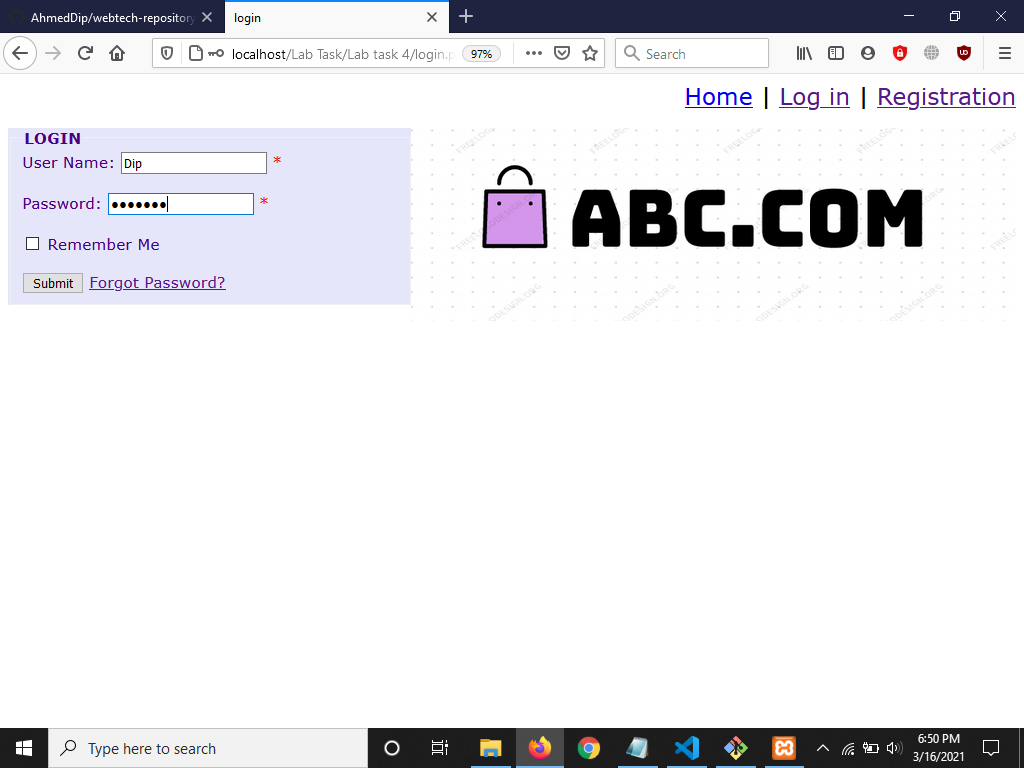 AhmedDip/webtech-repository
login
localhost/Lab Task/Lab task 4/login.p
97%
Search
Home | Log in | Registration
LOGIN
User Name: Dip *
Password: ••••••• *
Remember Me
Submit Forgot Password?
ABC.COM
Type here to search
6:50 PM
3/16/2021